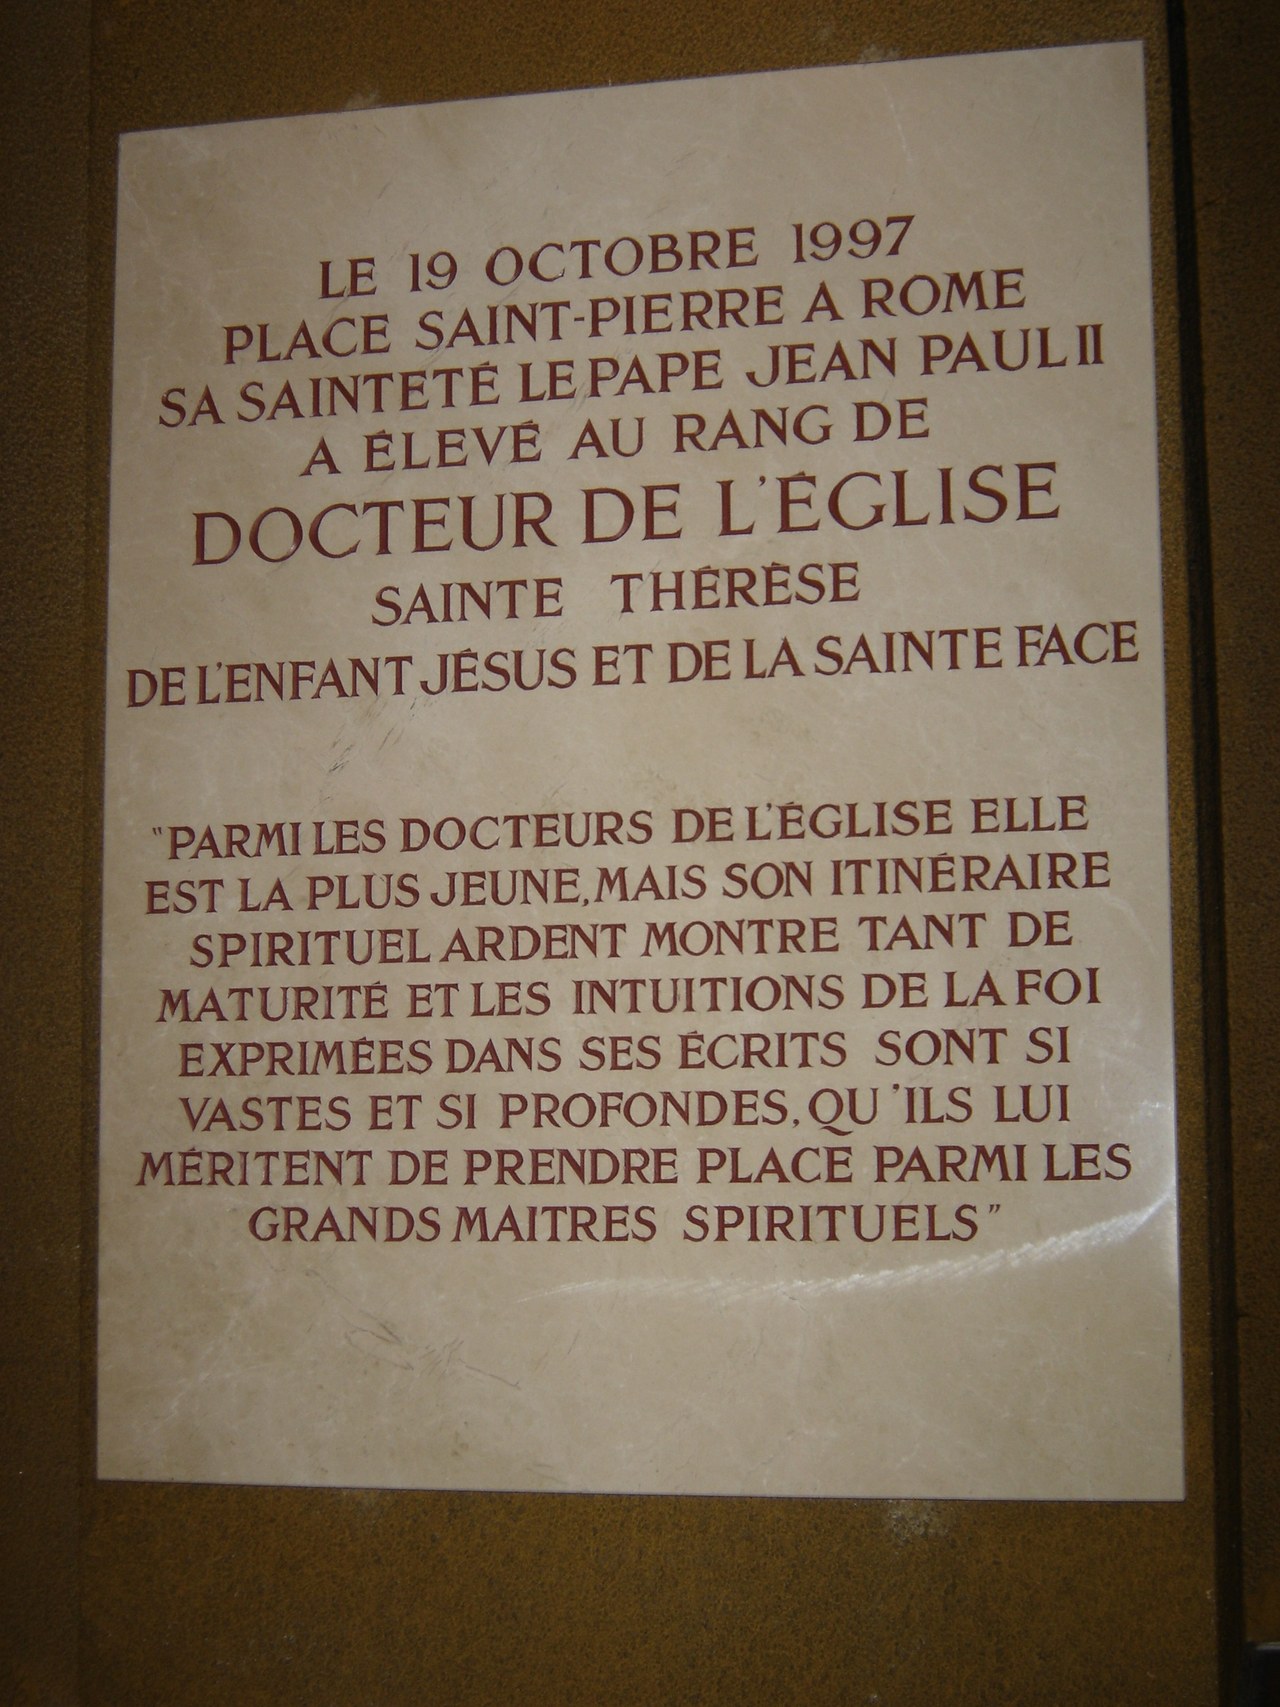 LE 19 OCTOBRE 1997
PLACE SAINT-PIERRE A ROME
SA SAINTETÉ LE PAPE JEAN PAUL II
A ÉLEVÉ AU RANG DE
DOCTEUR DE L'ÉGLISE
SAINTE THÉRÈSE
DE L'ENFANT JÉSUS ET DE LA SAINTE FACE
"PARMI LES DOCTEURS DE L'ÉGLISE ELLE
EST LA PLUS JEUNE, MAIS SON ITINÉRAIRE
SPIRITUEL ARDENT MONTRE TANT DE
MATURITÉ ET LES INTUITIONS DE LA FOI
EXPRIMÉES DANS SES ÉCRITS SONT SI
VASTES ET SI PROFONDES, QU'ILS LUI
MÉRITENT DE PRENDRE PLACE PARMI LES
GRANDS MAITRES SPIRITUELS"